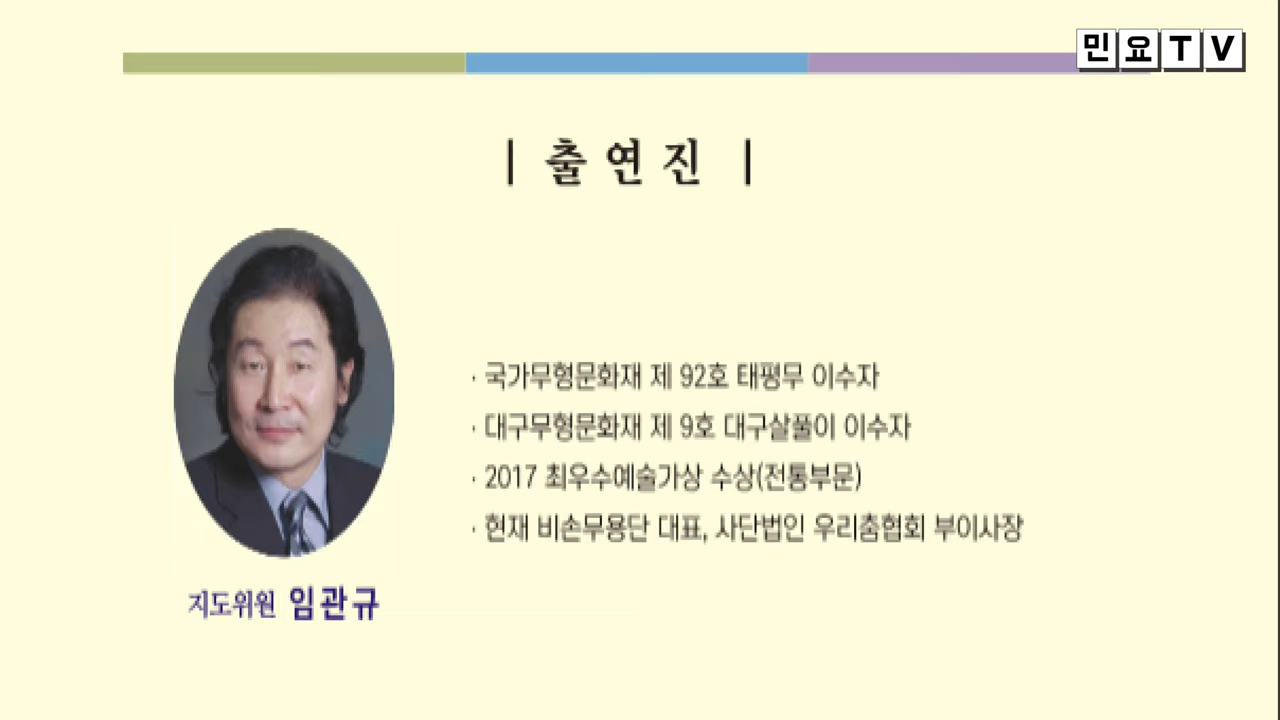 민요TV
| 출연진 |
· 국가무형문화재 제 92호 태평무 이수자
· 대구무형문화재 제 9호 대구살풀이 이수자
· 2017 최우수예술가상 수상(전통부문)
· 현재 비손무용단 대표, 사단법인 우리춤협회 부이사장
지도위원 임관규